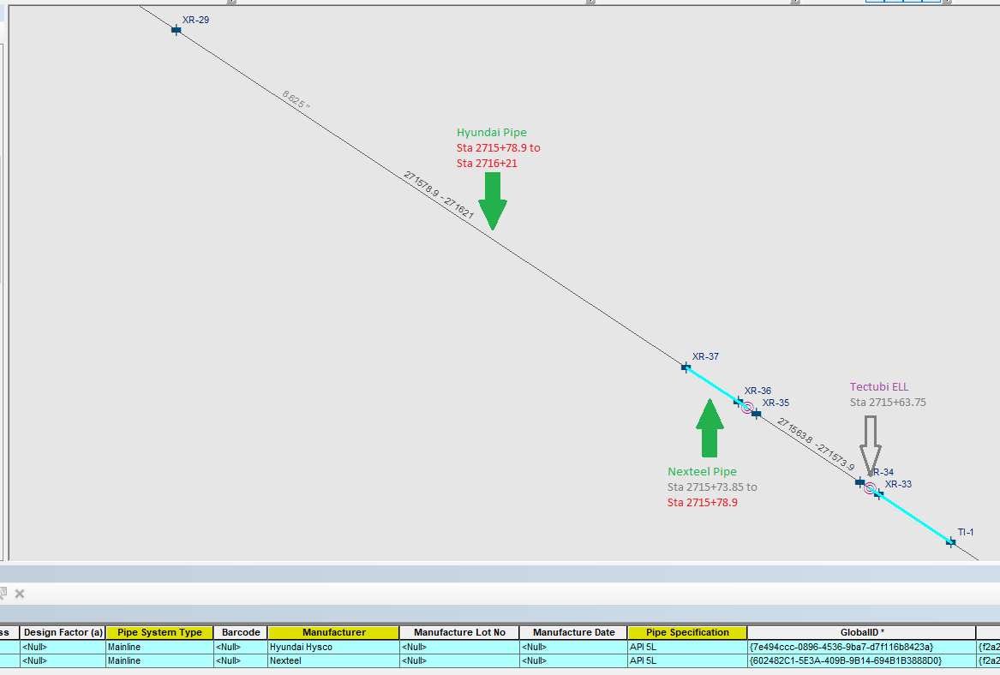 XR-29
8.625 "
Hyundai Pipe
Sta 2715+78.9 to
Sta 2716+21
271578.9 - 271621
XR-37
XR-36
XR-35
Tectubi ELL
Sta 2715+63.75
271563.8 -271573.9
Nexteel Pipe
Sta 2715+73.85 to
Sta 2715+78.9
R-34
XR-33
TI-1
ss Design Factor (a) Pipe System Type Barcode Manufacturer Manufacture Lot No Manufacture Date Pipe Specification GlobalID *
<Null> Mainline <Null> Hyundai Hysco <Null> <Null> API 5L {7e494ccc-0896-4536-9ba7-d7f116b8423a} {f2a2
<Null> Mainline <Null> Nexteel <Null> <Null> API 5L {602482C1-5E3A-409B-9B14-694B1B3888D0} {f2a2